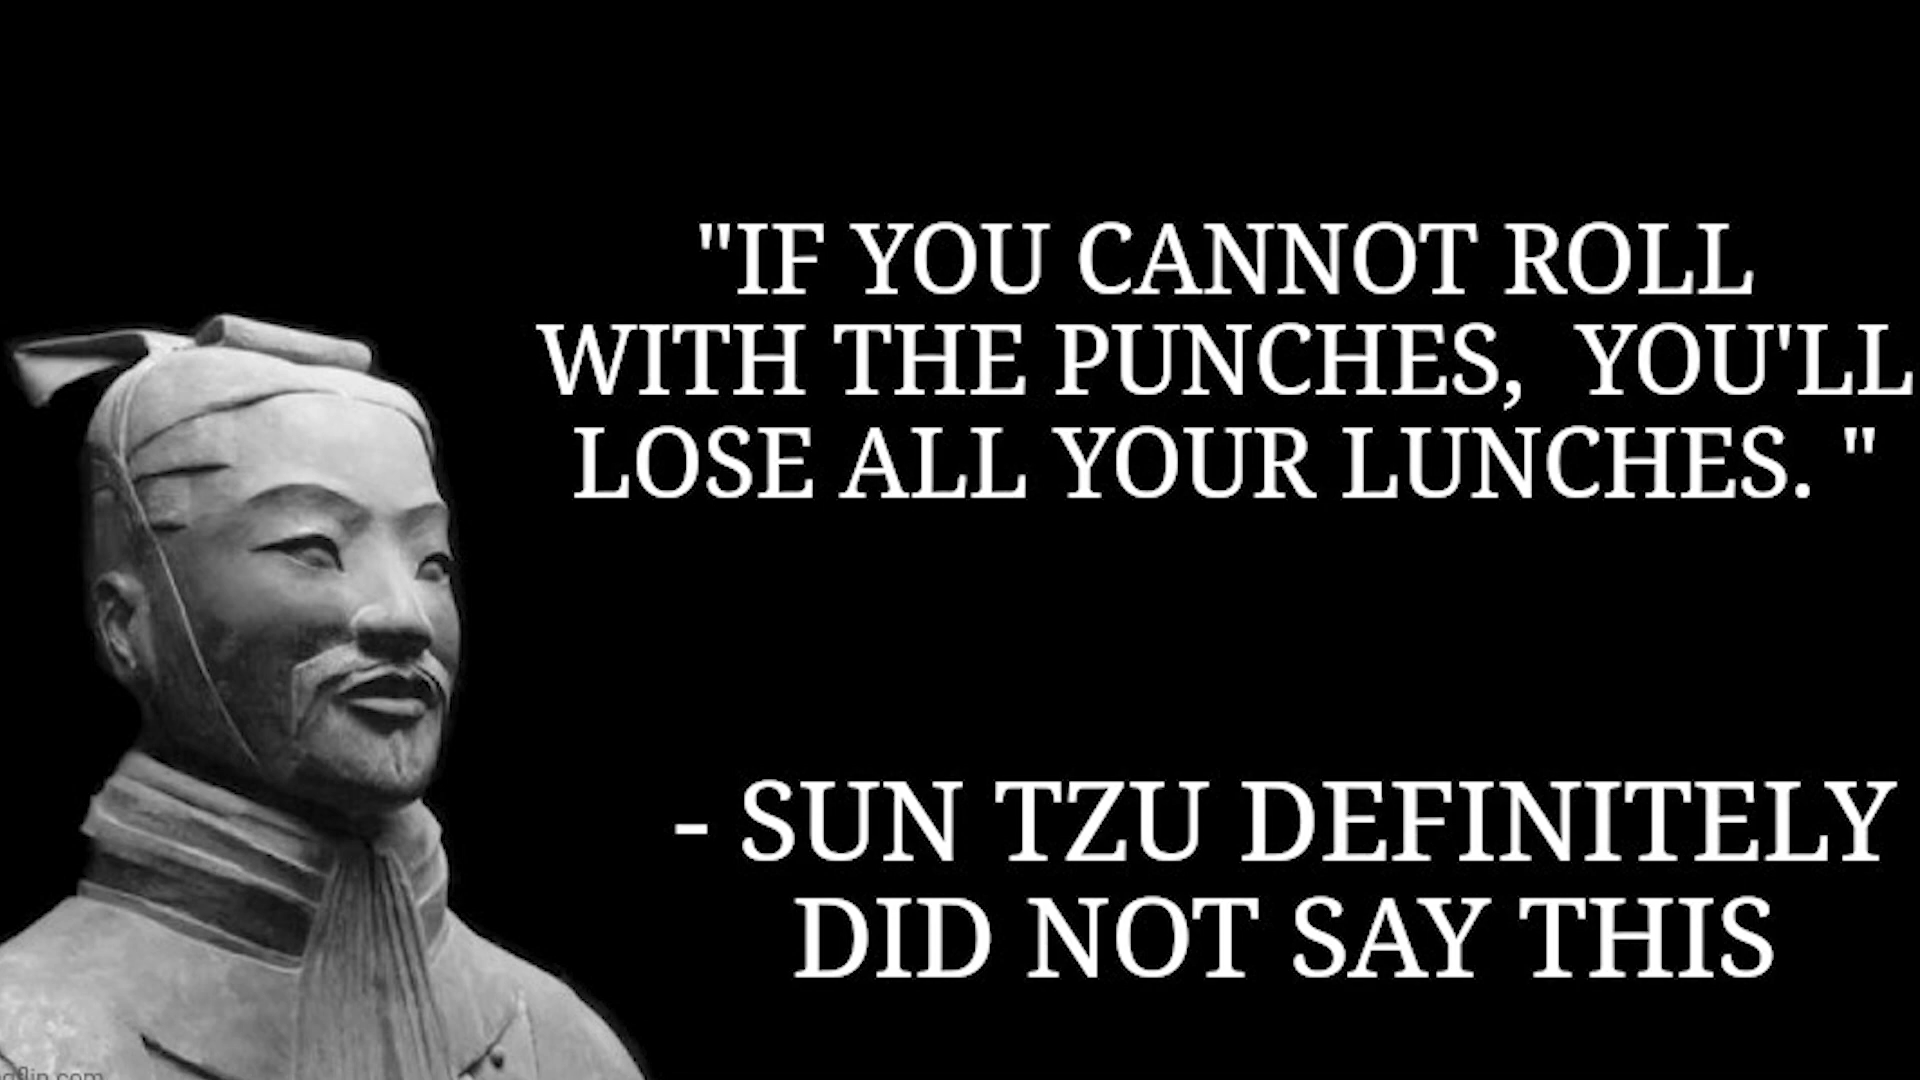 "IF YOU CANNOT ROLL
WITH THE PUNCHES,  YOU'LL
LOSE ALL YOUR LUNCHES. "
- SUN TZU DEFINITELY
DID NOT SAY THIS